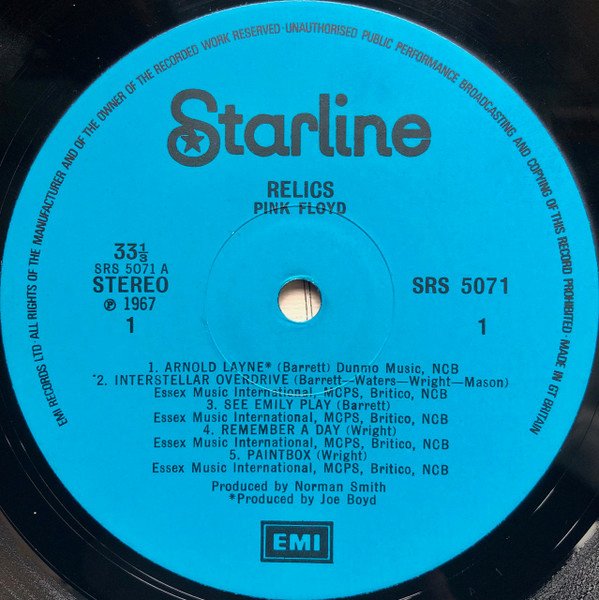 EMI RECORDS LTD·ALL RIGHTS OF THE MANUFACTURER AND OF THE OWNER OF THE RECORDED WORK RESERVED·UNAUTHORISED PUBLIC PERFORMANCE BROADCASTING AND COPYING OF THIS RECORD PROHIBITED·MADE IN GT BRITAIN
Starline
RELICS
PINK FLOYD
33⅓
SRS 5071 A
STEREO
SRS 5071
℗ 1967
1
1
1. ARNOLD LAYNE* (Barrett) Dunmo Music, NCB
2. INTERSTELLAR OVERDRIVE (Barrett—Waters—Wright—Mason)
Essex Music International, MCPS, Britico, NCB
3. SEE EMILY PLAY (Barrett)
Essex Music International, MCPS, Britico, NCB
4. REMEMBER A DAY (Wright)
Essex Music International, MCPS, Britico, NCB
5. PAINTBOX (Wright)
Essex Music International, MCPS, Britico, NCB
Produced by Norman Smith
*Produced by Joe Boyd
EMI